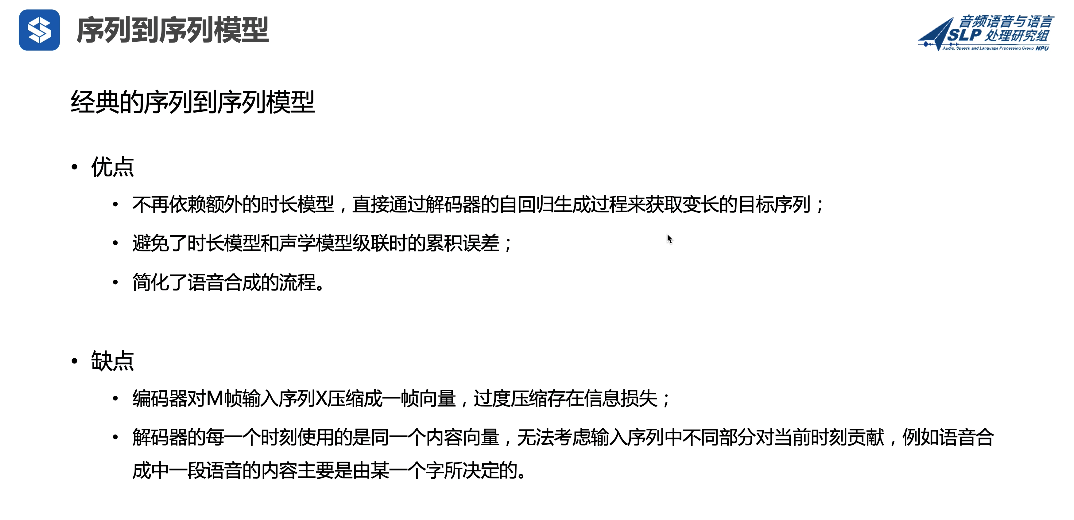 序列到序列模型
音频语音与语言
SLP 处理研究组
Audio, Speech and Language Processing Group NPU
经典的序列到序列模型
• 优点
• 不再依赖额外的时长模型，直接通过解码器的自回归生成过程来获取变长的目标序列；
• 避免了时长模型和声学模型级联时的累积误差；
• 简化了语音合成的流程。
• 缺点
• 编码器对M帧输入序列X压缩成一帧向量，过度压缩存在信息损失；
• 解码器的每一个时刻使用的是同一个内容向量，无法考虑输入序列中不同部分对当前时刻贡献，例如语音合
成中一段语音的内容主要是由某一个字所决定的。